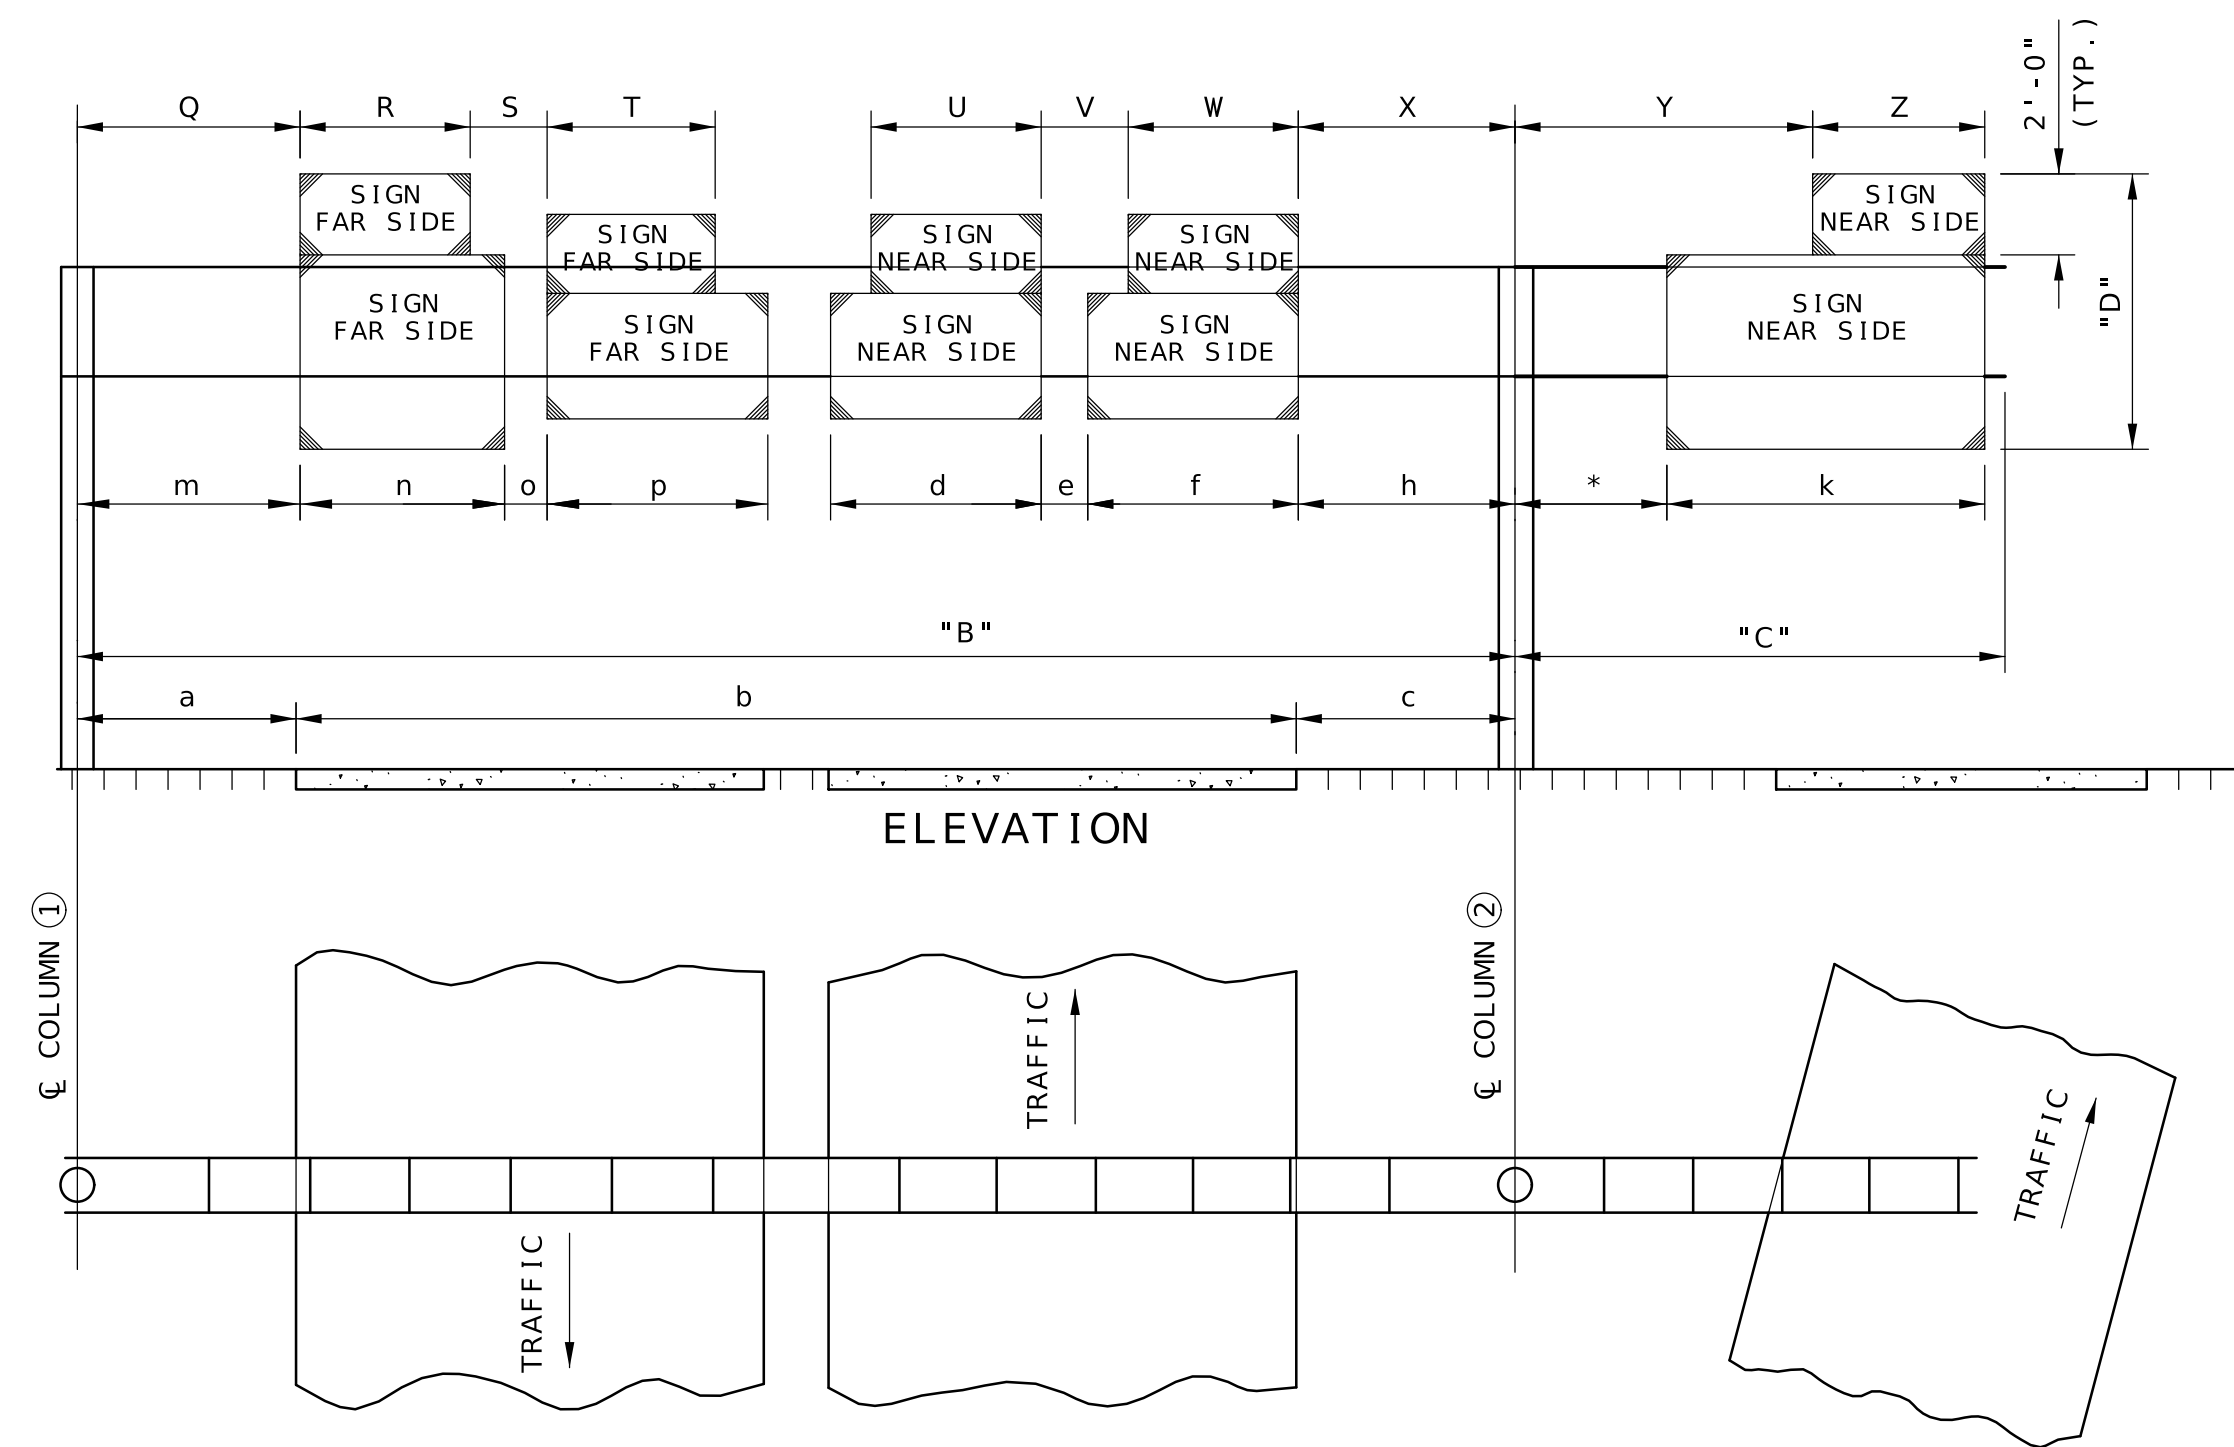 Q R S T U V W X Y Z
2'-0"
(TYP.)
SIGN
FAR SIDE
SIGN
FAR SIDE
SIGN
FAR SIDE
SIGN
FAR SIDE
SIGN
NEAR SIDE
SIGN
NEAR SIDE
SIGN
NEAR SIDE
SIGN
NEAR SIDE
SIGN
NEAR SIDE
SIGN
NEAR SIDE
"D"
m n o p d e f h * k
"B"
"C"
a b c
ELEVATION
℄ COLUMN ①
℄ COLUMN ②
TRAFFIC
TRAFFIC
TRAFFIC